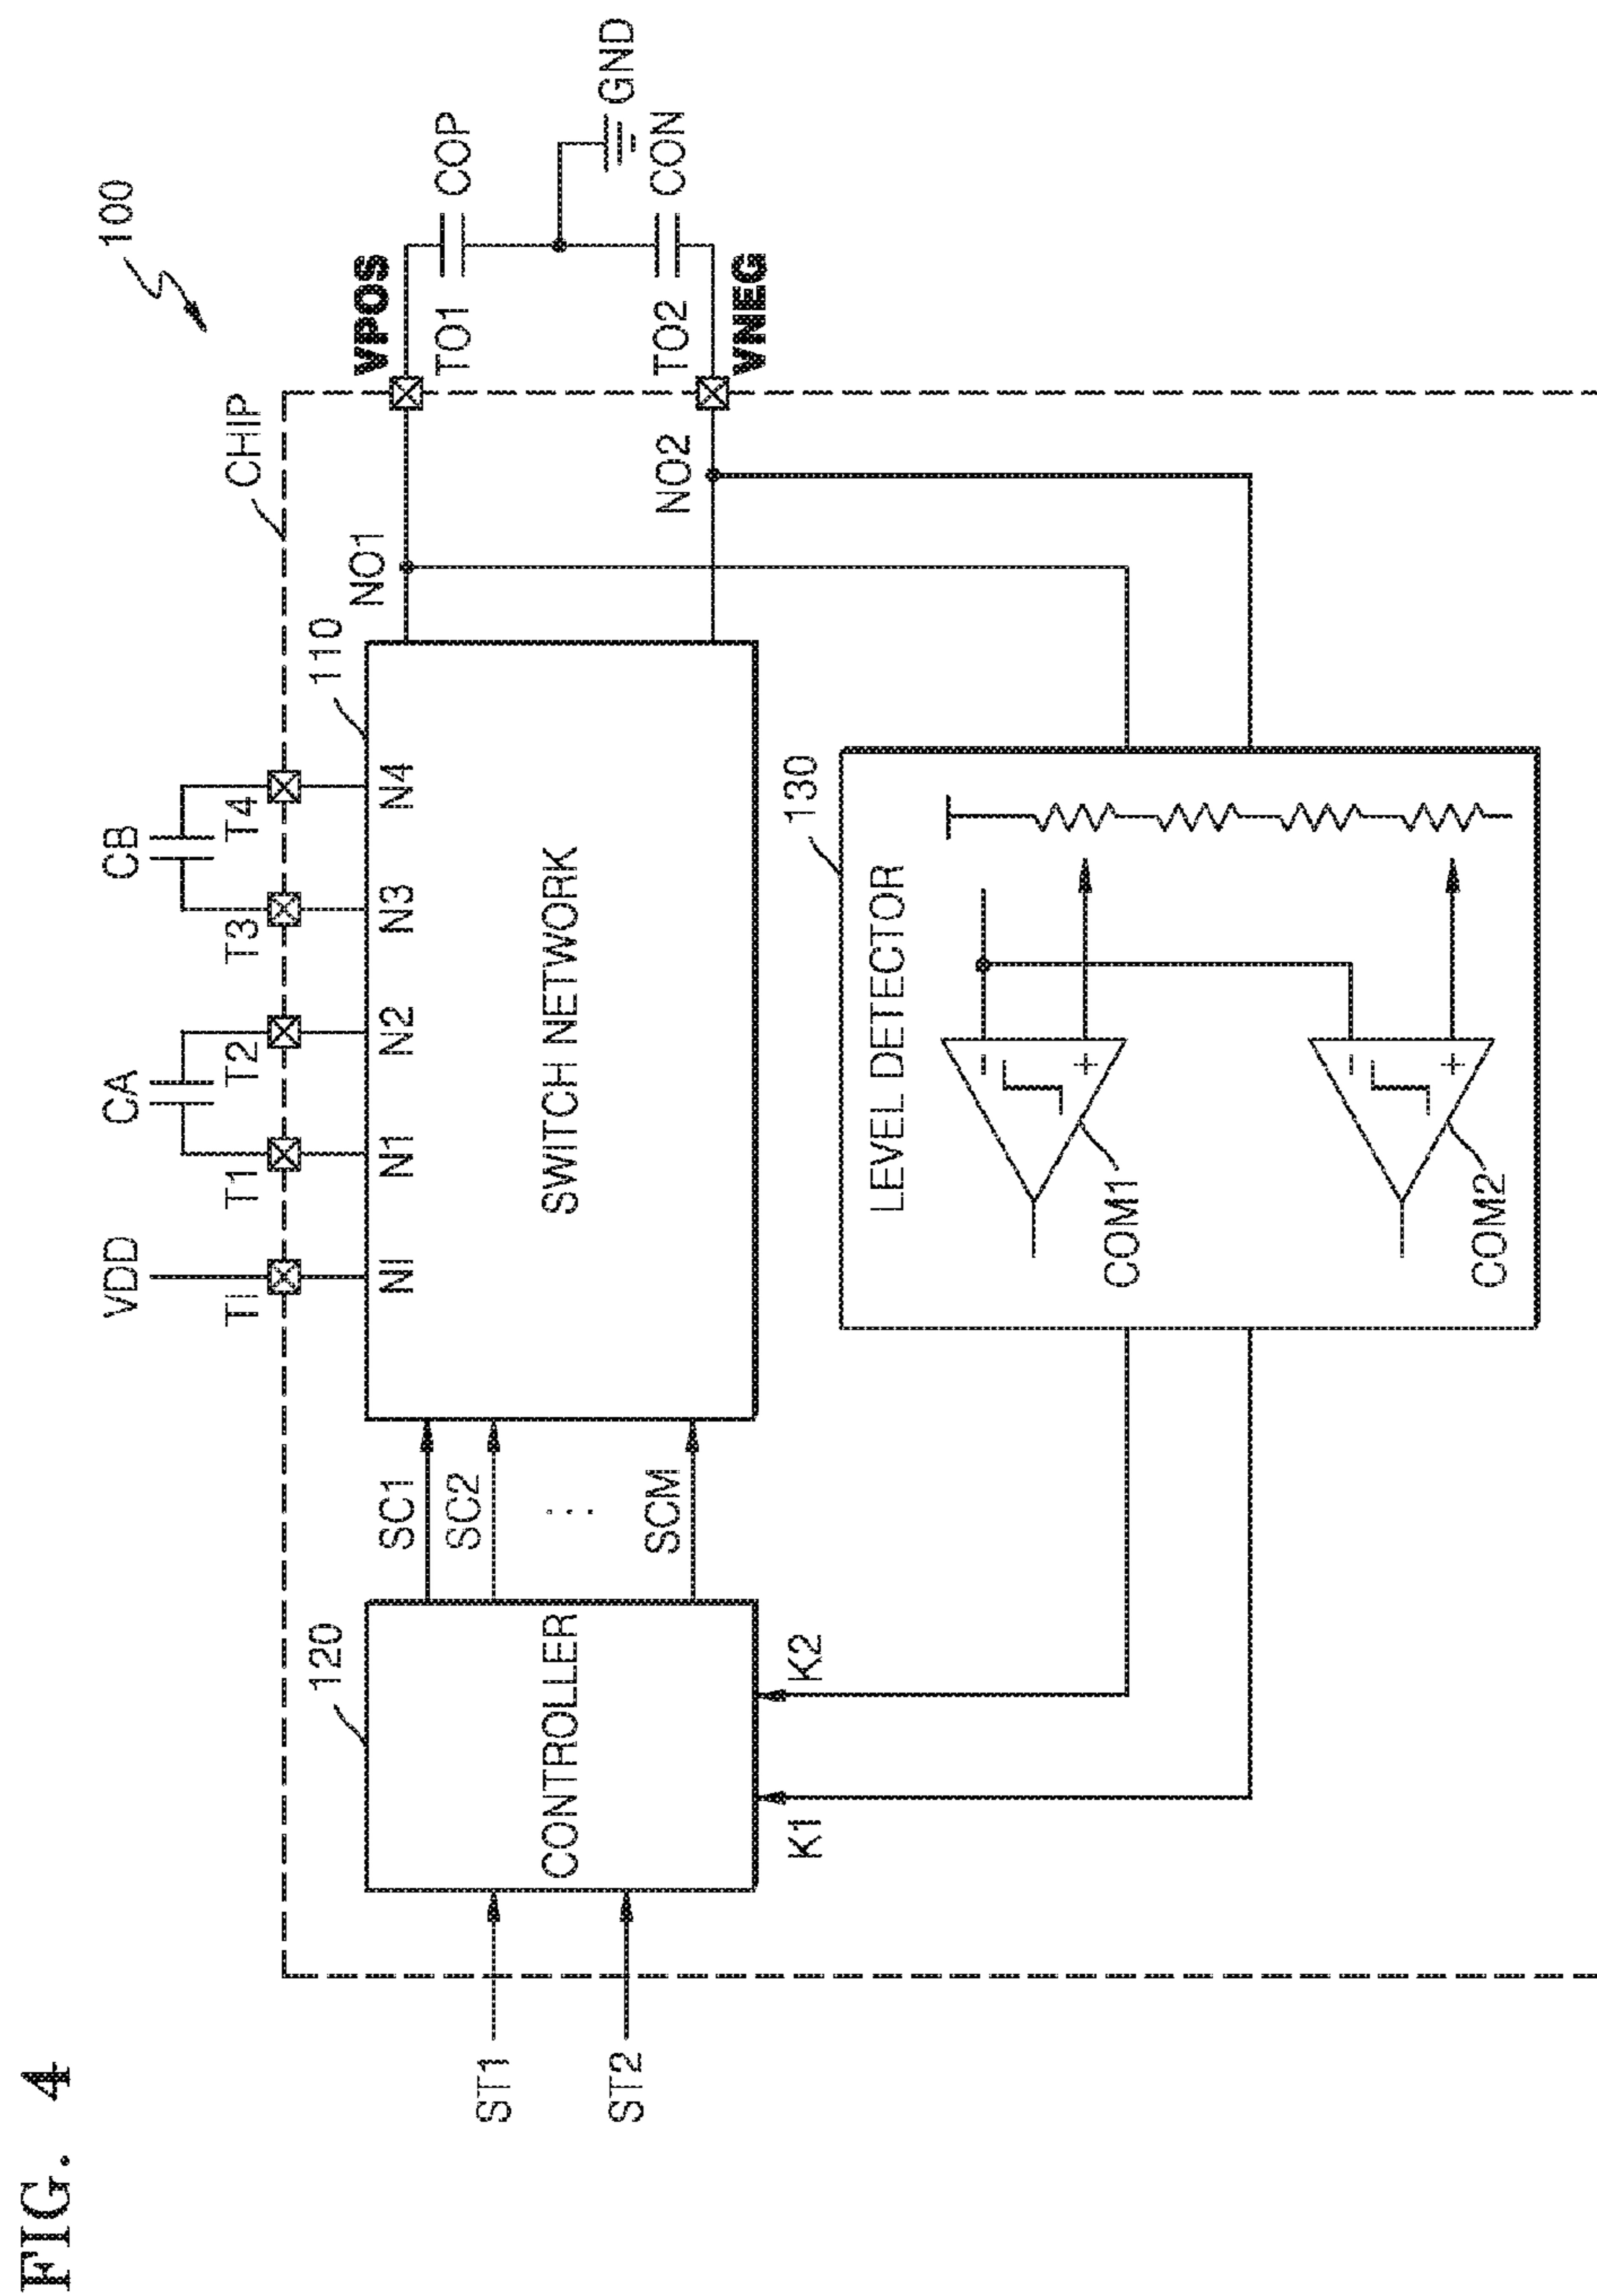 FIG. 4
100
VDD
CA
CB
CHIP
TI
T1
T2
T3
T4
110
NI
N1
N2
N3
N4
NO1
VPOS
TO1
COP
GND
SWITCH NETWORK
TO2
CON
NO2
VNEG
120
SC1
SC2
SCM
ST1
ST2
CONTROLLER
K1
K2
130
LEVEL DETECTOR
-
+
COM1
-
+
COM2